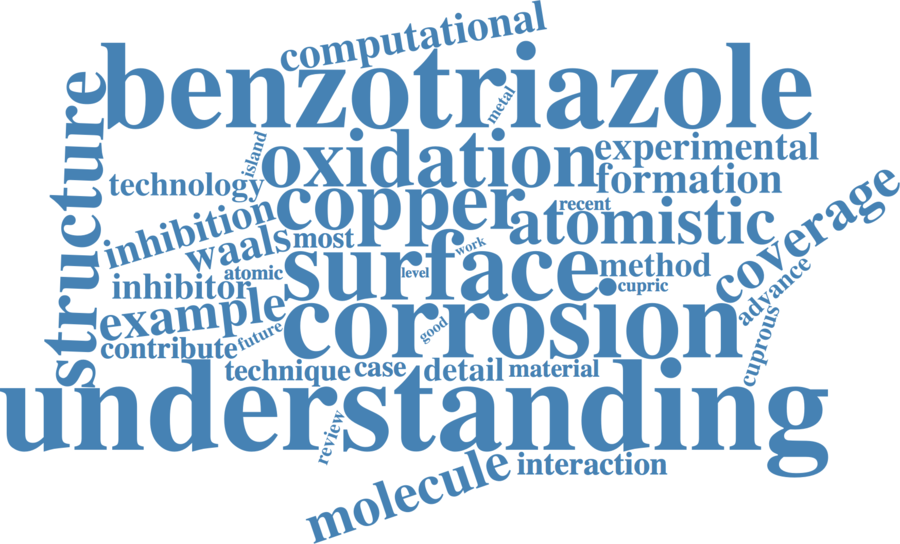 computational
benzotriazole
metal
structure
island
oxidation
experimental
technology
formation
copper
recent
atomistic
inhibition
waals
most
work
coverage
surface
atomic
level
method
cupric
inhibitor
advance
example
corrosion
good
future
cuprous
contribute
technique
case
detail
material
understanding
review
interaction
molecule